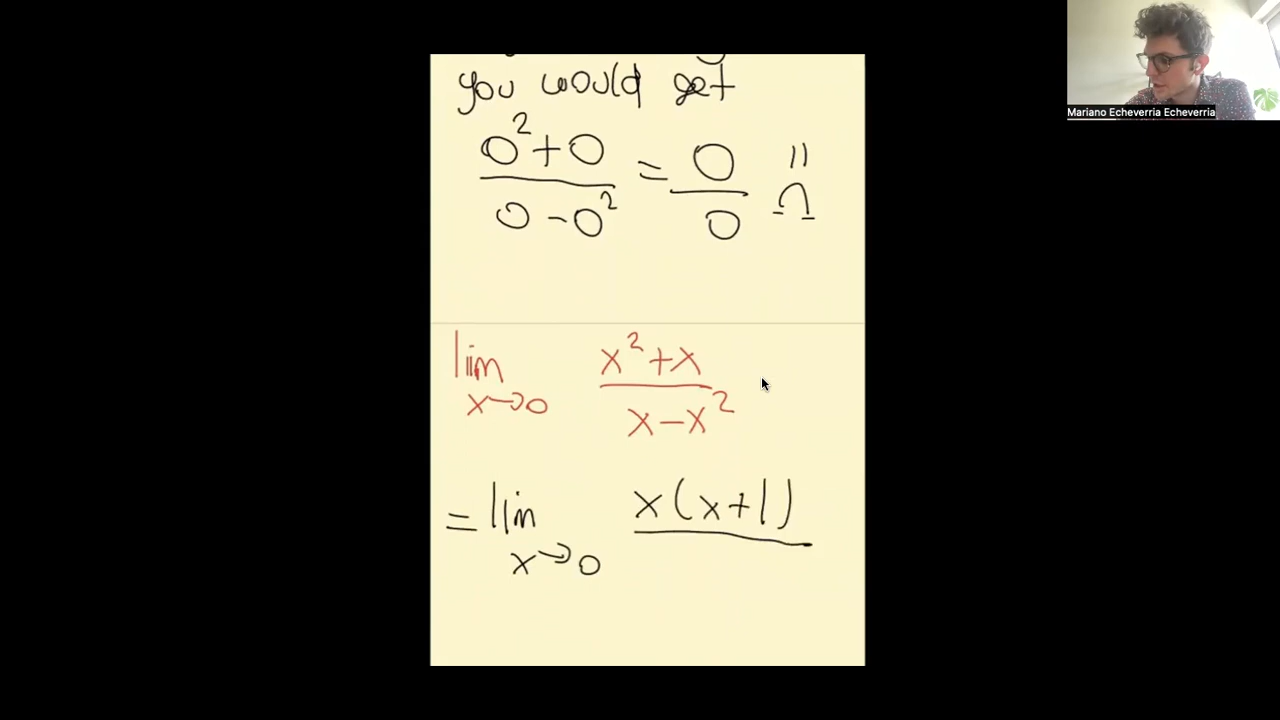 Mariano Echeverria Echeverria
you would get
0²+0 / 0-0² = 0/0
lim x→0 x²+x / x-x²
= lim x→0 x(x+1)